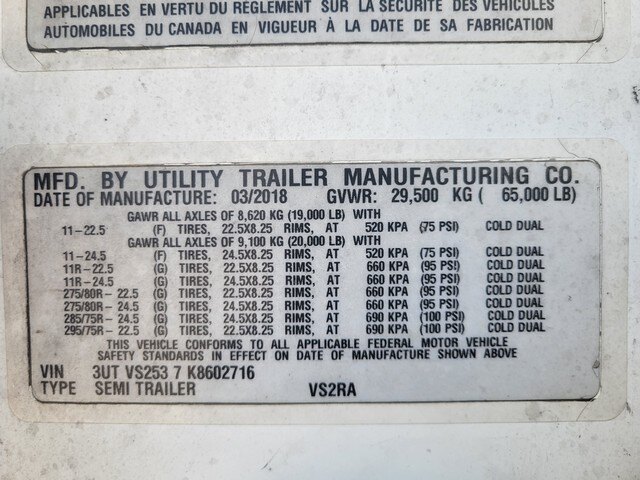 APPLICABLES EN VERTU DU RÈGLEMENT SUR LA SÉCURITÉ DES VÉHICULES
AUTOMOBILES DU CANADA EN VIGUEUR À LA DATE DE SA FABRICATION
MFD. BY UTILITY TRAILER MANUFACTURING CO.
DATE OF MANUFACTURE: 03/2018 GVWR: 29,500 KG ( 65,000 LB)
GAWR ALL AXLES OF 8,620 KG (19,000 LB) WITH
11-22.5 (F) TIRES, 22.5X8.25 RIMS, AT 520 KPA (75 PSI) COLD DUAL
GAWR ALL AXLES OF 9,100 KG (20,000 LB) WITH
11-24.5 (F) TIRES, 24.5X8.25 RIMS, AT 520 KPA (75 PSI) COLD DUAL
11R-22.5 (G) TIRES, 22.5X8.25 RIMS, AT 660 KPA (95 PSI) COLD DUAL
11R-24.5 (G) TIRES, 24.5X8.25 RIMS, AT 660 KPA (95 PSI) COLD DUAL
275/80R-22.5 (G) TIRES, 22.5X8.25 RIMS, AT 660 KPA (95 PSI) COLD DUAL
275/80R-24.5 (G) TIRES, 24.5X8.25 RIMS, AT 660 KPA (95 PSI) COLD DUAL
285/75R-24.5 (G) TIRES, 24.5X8.25 RIMS, AT 690 KPA (100 PSI) COLD DUAL
295/75R-22.5 (G) TIRES, 22.5X8.25 RIMS, AT 690 KPA (100 PSI) COLD DUAL
THIS VEHICLE CONFORMS TO ALL APPLICABLE FEDERAL MOTOR VEHICLE
SAFETY STANDARDS IN EFFECT ON DATE OF MANUFACTURE SHOWN ABOVE
VIN 3UT VS253 7 K8602716
TYPE SEMI TRAILER VS2RA